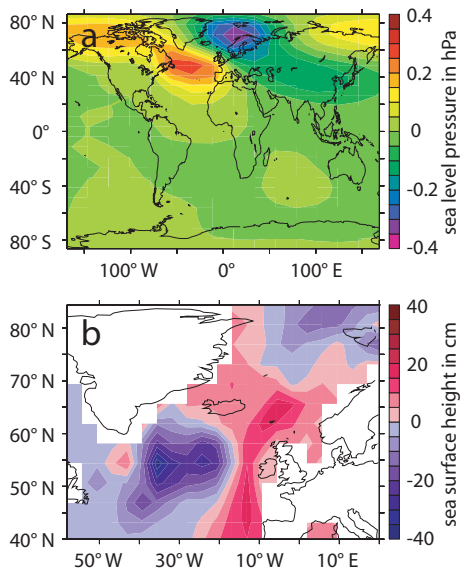 a
80° N
40° N
0°
40° S
80° S
100° W
0°
100° E
0.4
0.2
0
-0.2
-0.4
sea level pressure in hPa
b
80° N
70° N
60° N
50° N
40° N
50° W
30° W
10° W
10° E
40
20
0
-20
-40
sea surface height in cm